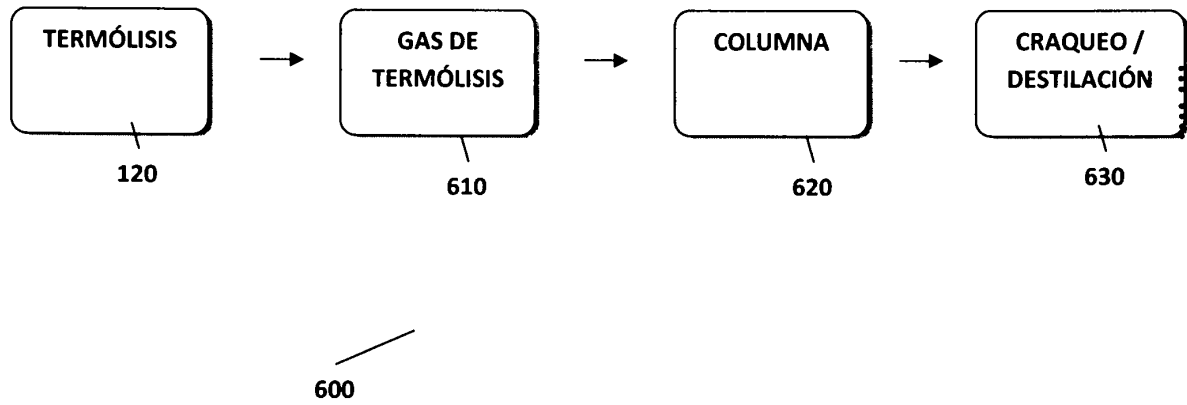 TERMÓLISIS
GAS DE
TERMÓLISIS
COLUMNA
CRAQUEO /
DESTILACIÓN
120
610
620
630
600